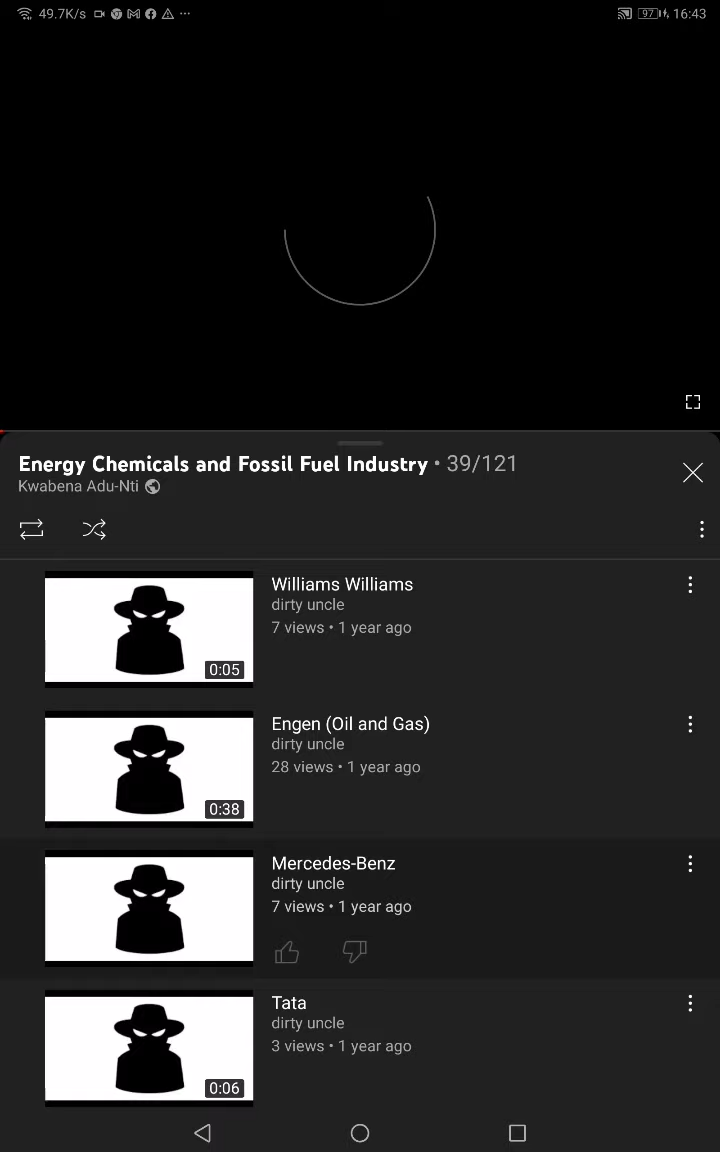 49.7K/s ··· 97 16:43
Energy Chemicals and Fossil Fuel Industry · 39/121
Kwabena Adu-Nti
Williams Williams
dirty uncle
7 views • 1 year ago
0:05
Engen (Oil and Gas)
dirty uncle
28 views • 1 year ago
0:38
Mercedes-Benz
dirty uncle
7 views • 1 year ago
Tata
dirty uncle
3 views • 1 year ago
0:06